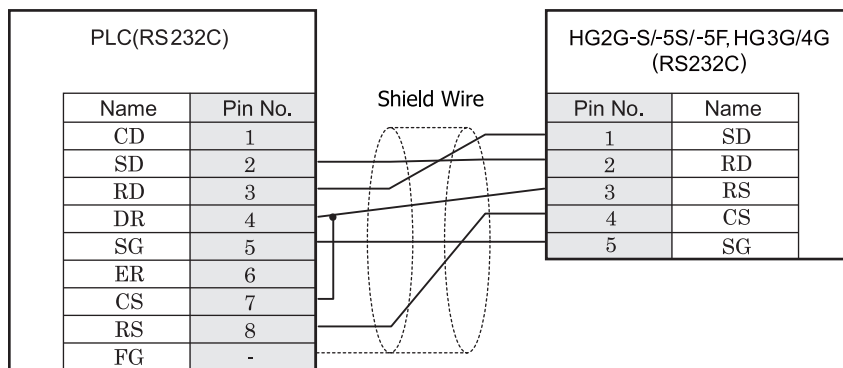 PLC(RS232C)
Name Pin No.
CD 1
SD 2
RD 3
DR 4
SG 5
ER 6
CS 7
RS 8
FG -
Shield Wire
HG2G-S/-5S/-5F, HG3G/4G
(RS232C)
Pin No. Name
1 SD
2 RD
3 RS
4 CS
5 SG